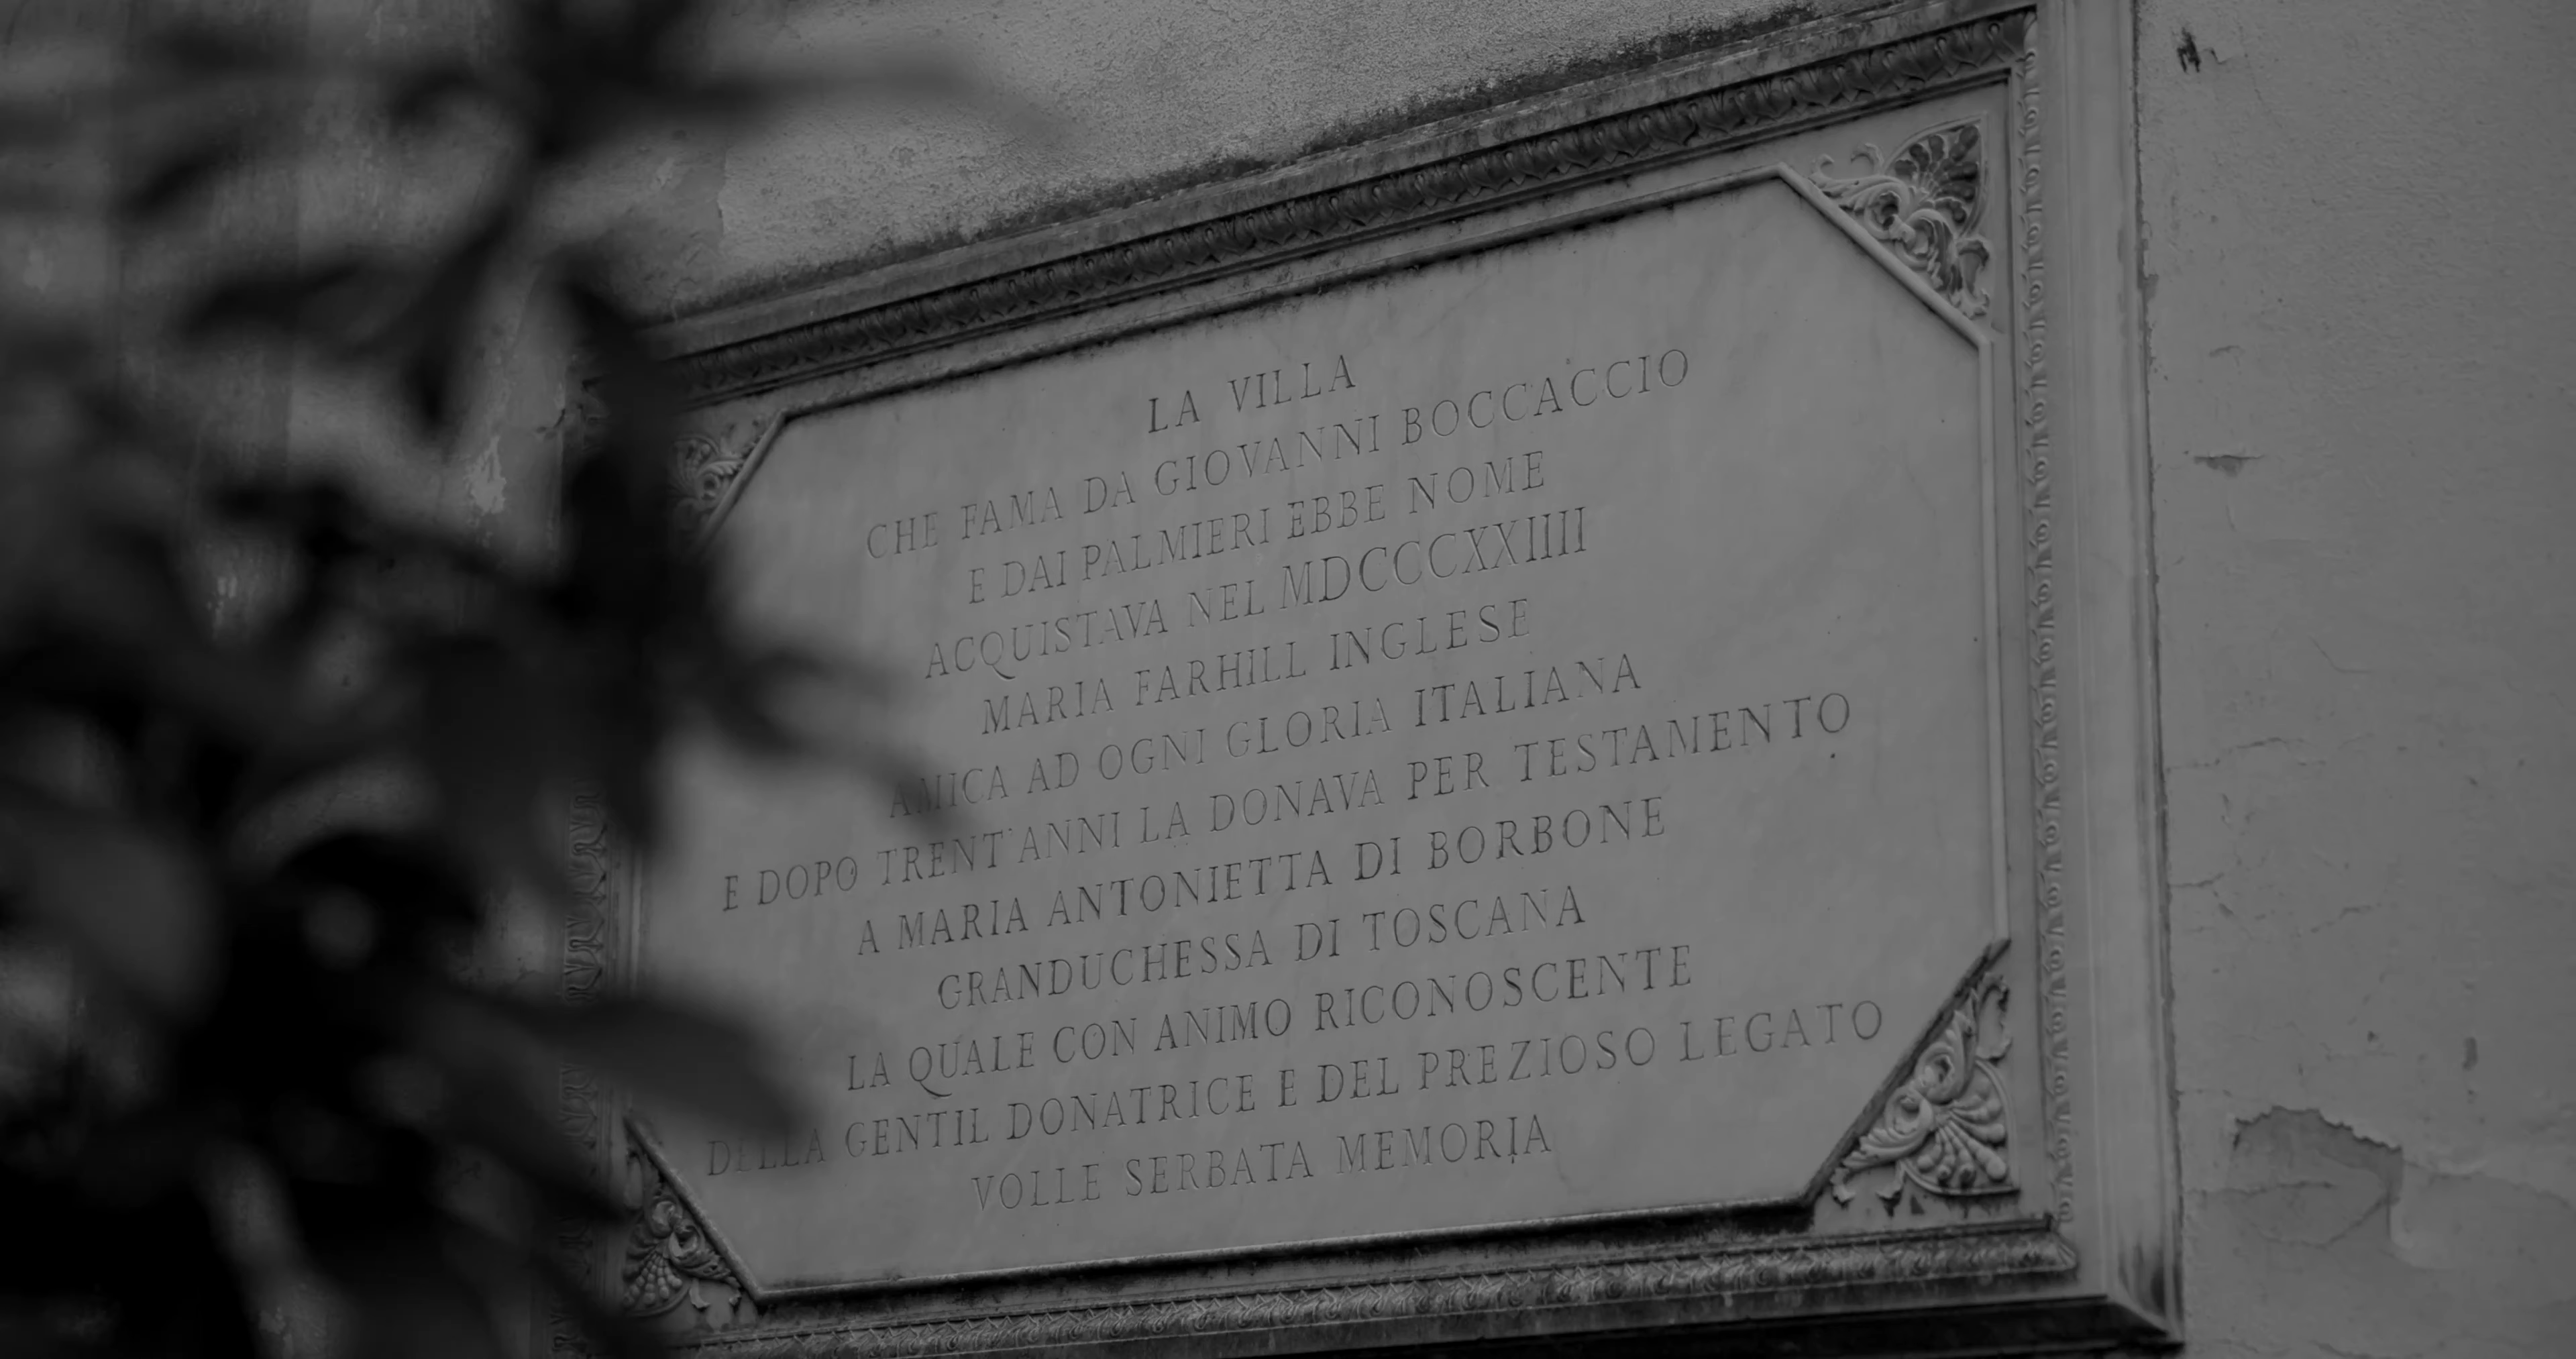 LA VILLA
CHE FAMA DA GIOVANNI BOCCACCIO
E DAI PALMIERI EBBE NOME
ACQUISTAVA NEL MDCCCXXIIII
MARIA FARHILL INGLESE
AMICA AD OGNI GLORIA ITALIANA
E DOPO TRENT'ANNI LA DONAVA PER TESTAMENTO
A MARIA ANTONIETTA DI BORBONE
GRANDUCHESSA DI TOSCANA
LA QUALE CON ANIMO RICONOSCENTE
DELLA GENTIL DONATRICE E DEL PREZIOSO LEGATO
VOLLE SERBATA MEMORIA